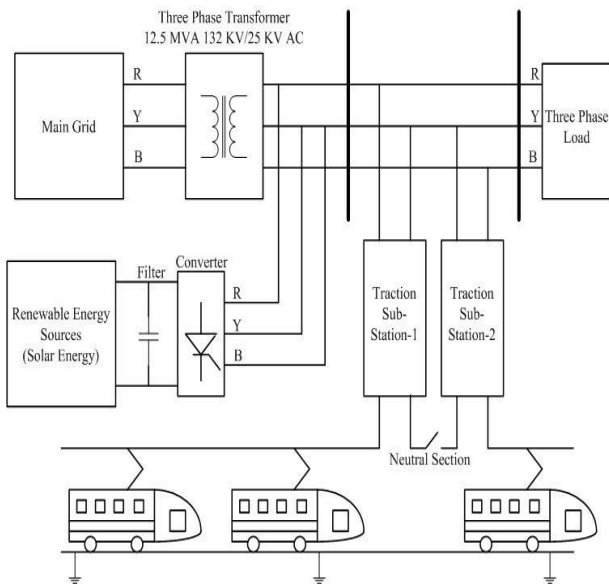 Three Phase Transformer
12.5 MVA 132 KV/25 KV AC
Main Grid
R
Y
B
R
Y
B
Three Phase
Load
Renewable Energy
Sources
(Solar Energy)
Filter
Converter
R
Y
B
Traction
Sub-
Station-1
Traction
Sub-
Station-2
Neutral Section